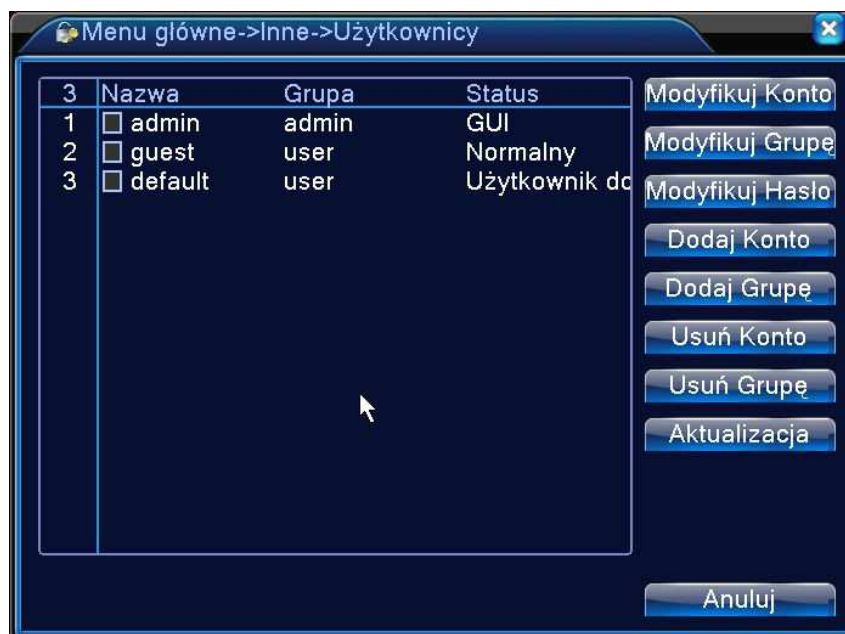 Menu główne->Inne->Użytkownicy
3 Nazwa Grupa Status
1 admin admin GUI
2 guest user Normalny
3 default user Użytkownik do
Modyfikuj Konto
Modyfikuj Grupę
Modyfikuj Hasło
Dodaj Konto
Dodaj Grupę
Usuń Konto
Usuń Grupę
Aktualizacja
Anuluj